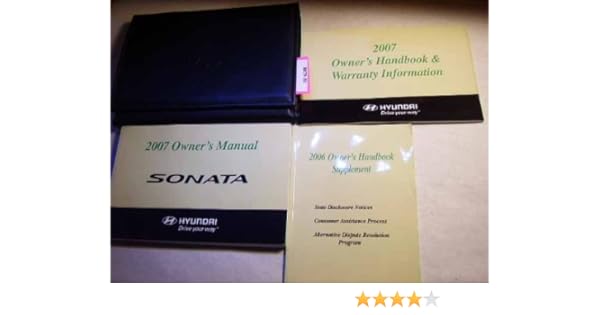 2007
Owner's Handbook &
Warranty Information
HYUNDAI
Drive your way
2007 Owner's Manual
SONATA
HYUNDAI
Drive your way
2006 Owner's Handbook
Supplement
State Disclosure Notices
Consumer Assistance Process
Alternative Dispute Resolution
Program